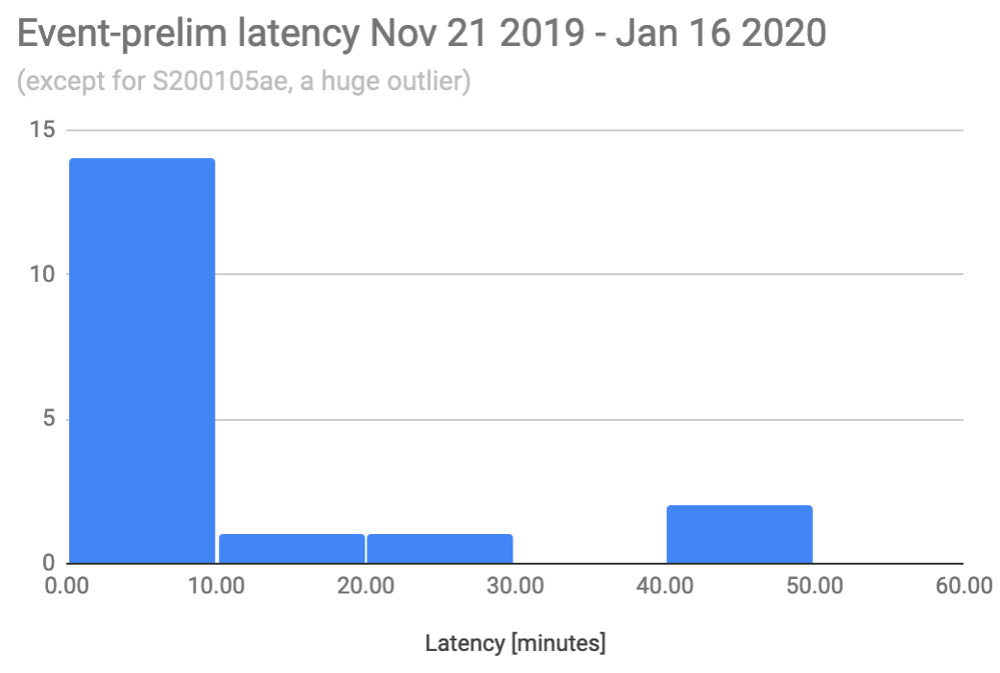 Event-prelim latency Nov 21 2019 - Jan 16 2020
(except for S200105ae, a huge outlier)
15
10
5
0
0.00 10.00 20.00 30.00 40.00 50.00 60.00
Latency [minutes]